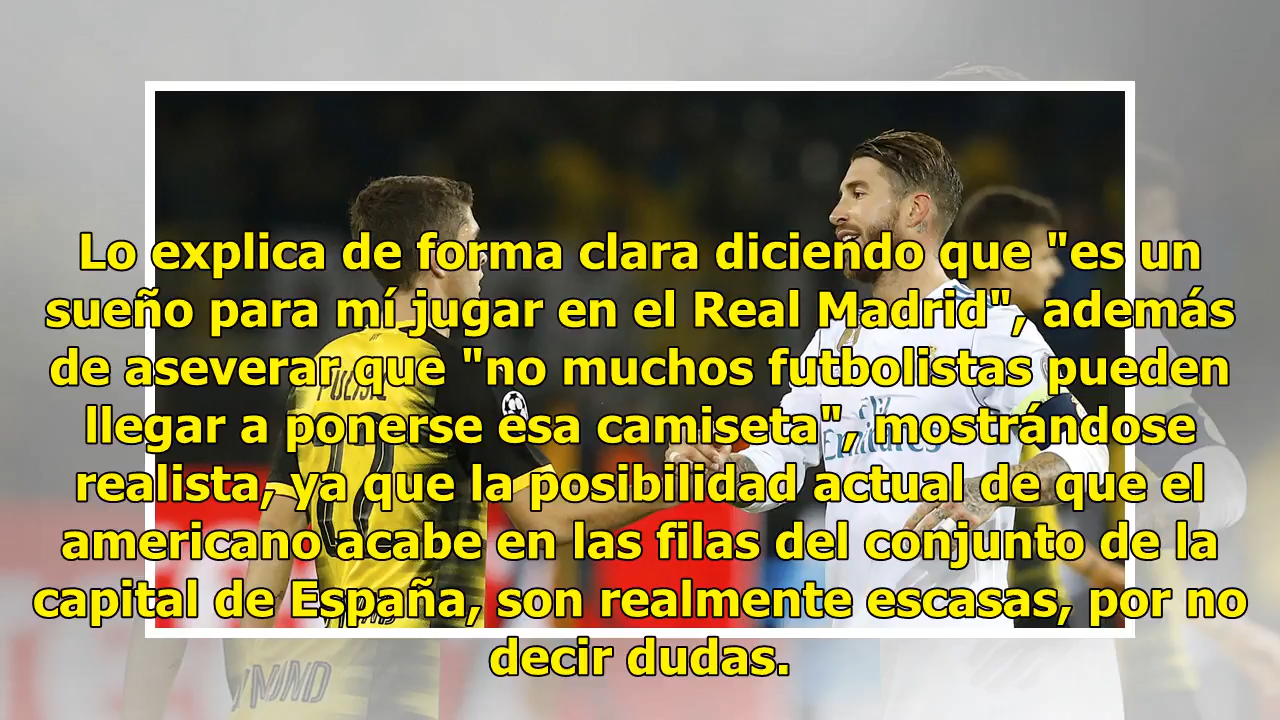 Lo explica de forma clara diciendo que "es un
sueño para mí jugar en el Real Madrid", además
de aseverar que "no muchos futbolistas pueden
llegar a ponerse esa camiseta", mostrándose
realista, ya que la posibilidad actual de que el
americano acabe en las filas del conjunto de la
capital de España, son realmente escasas, por no
decir dudas.
Fly
Emirates